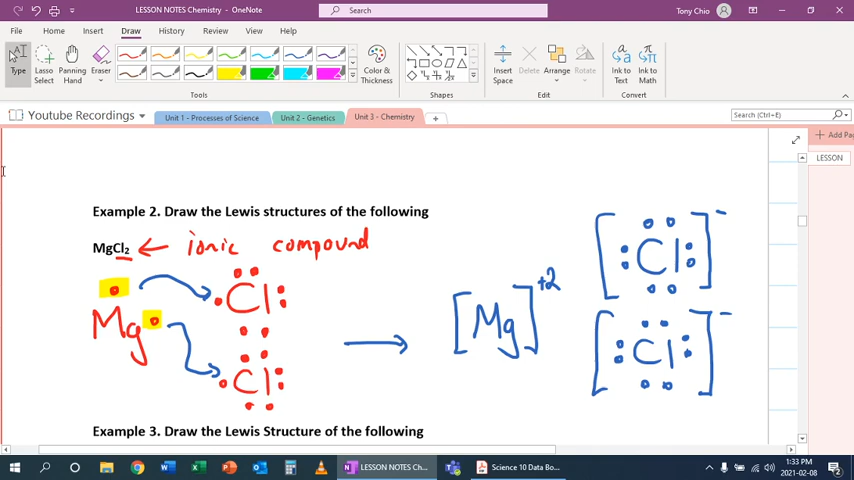 LESSON NOTES Chemistry - OneNote
Search
Tony Chio
File Home Insert Draw History Review View Help
Type
Lasso Select
Panning Hand
Eraser
Color & Thickness
Insert Space
Delete
Arrange
Rotate
Ink to Text
Ink to Math
Tools
Shapes
Edit
Convert
Youtube Recordings
Unit 1 - Processes of Science
Unit 2 - Genetics
Unit 3 - Chemistry
Search (Ctrl+E)
Add Pag
LESSON
Example 2. Draw the Lewis structures of the following
MgCl₂ ← ionic compound
Mg
Cl
Cl
[Mg]+2
[Cl]-
[Cl]-
Example 3. Draw the Lewis Structure of the following
LESSON NOTES Che...
Science 10 Data Bo...
1:33 PM
2021-02-08
2